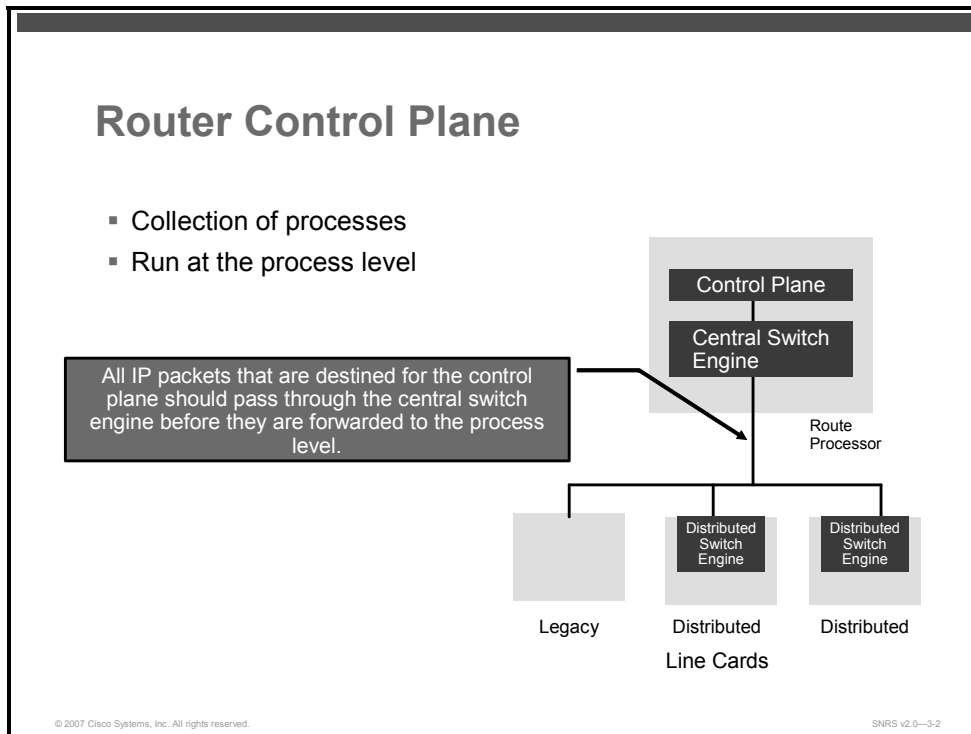 Router Control Plane
▪ Collection of processes
▪ Run at the process level
Control Plane
Central Switch
Engine
All IP packets that are destined for the control
plane should pass through the central switch
engine before they are forwarded to the process
level.
Route
Processor
Distributed
Switch
Engine
Distributed
Switch
Engine
Legacy
Distributed
Distributed
Line Cards
© 2007 Cisco Systems, Inc. All rights reserved.
SNRS v2.0—3-2